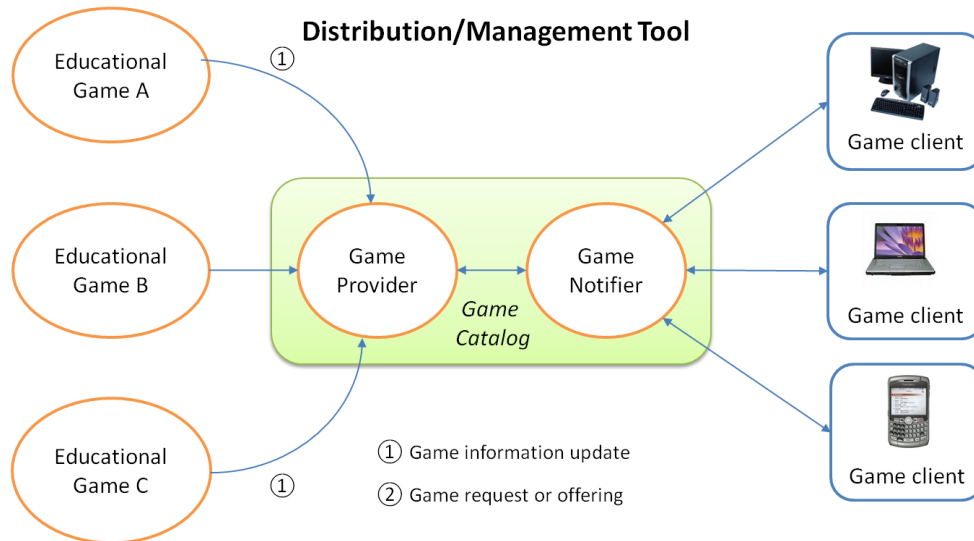 Distribution/Management Tool
Educational
Game A
①
Game client
Educational
Game B
Game
Provider
Game
Notifier
Game
Catalog
Game client
Educational
Game C
①
① Game information update
② Game request or offering
Game client